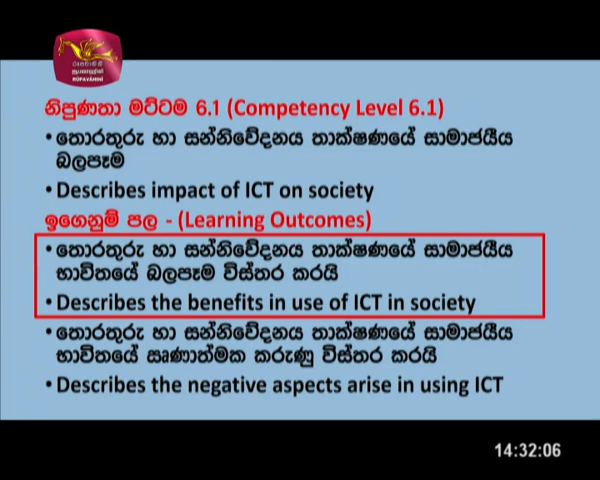 රූපවාහිනී
RUPAVAHINI
නිපුණතා මට්ටම 6.1 (Competency Level 6.1)
• තොරතුරු හා සන්නිවේදනය තාක්ෂණයේ සාමාජයීය
බලපෑම
• Describes impact of ICT on society
ඉගෙනුම් පල - (Learning Outcomes)
• තොරතුරු හා සන්නිවේදනය තාක්ෂණයේ සාමාජයීය
භාවිතයේ බලපෑම විස්තර කරයි
• Describes the benefits in use of ICT in society
• තොරතුරු හා සන්නිවේදනය තාක්ෂණයේ සාමාජයීය
භාවිතයේ ඍණාත්මක කරුණු විස්තර කරයි
• Describes the negative aspects arise in using ICT
14:32:06